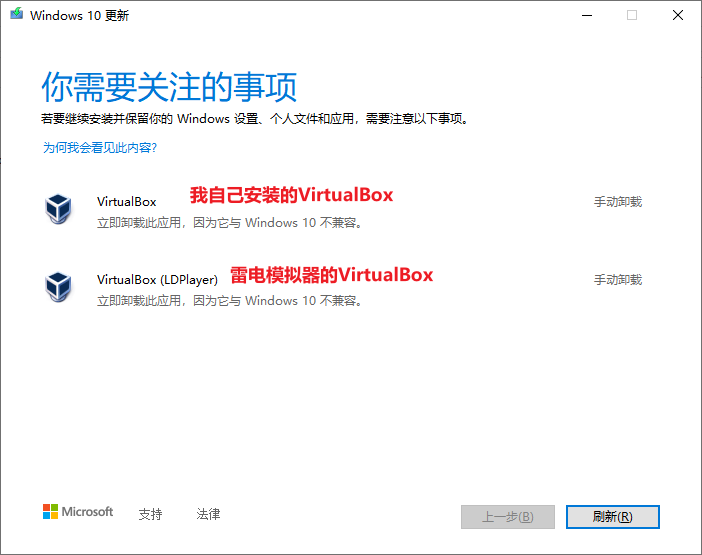 Windows 10 更新
你需要关注的事项
若要继续安装并保留你的 Windows 设置、个人文件和应用，需要注意以下事项。
为何我会看见此内容?
VirtualBox 我自己安装的VirtualBox 手动卸载
立即卸载此应用，因为它与 Windows 10 不兼容。
VirtualBox (LDPlayer) 雷电模拟器的VirtualBox 手动卸载
立即卸载此应用，因为它与 Windows 10 不兼容。
Microsoft 支持 法律 上一步(B) 刷新(R)